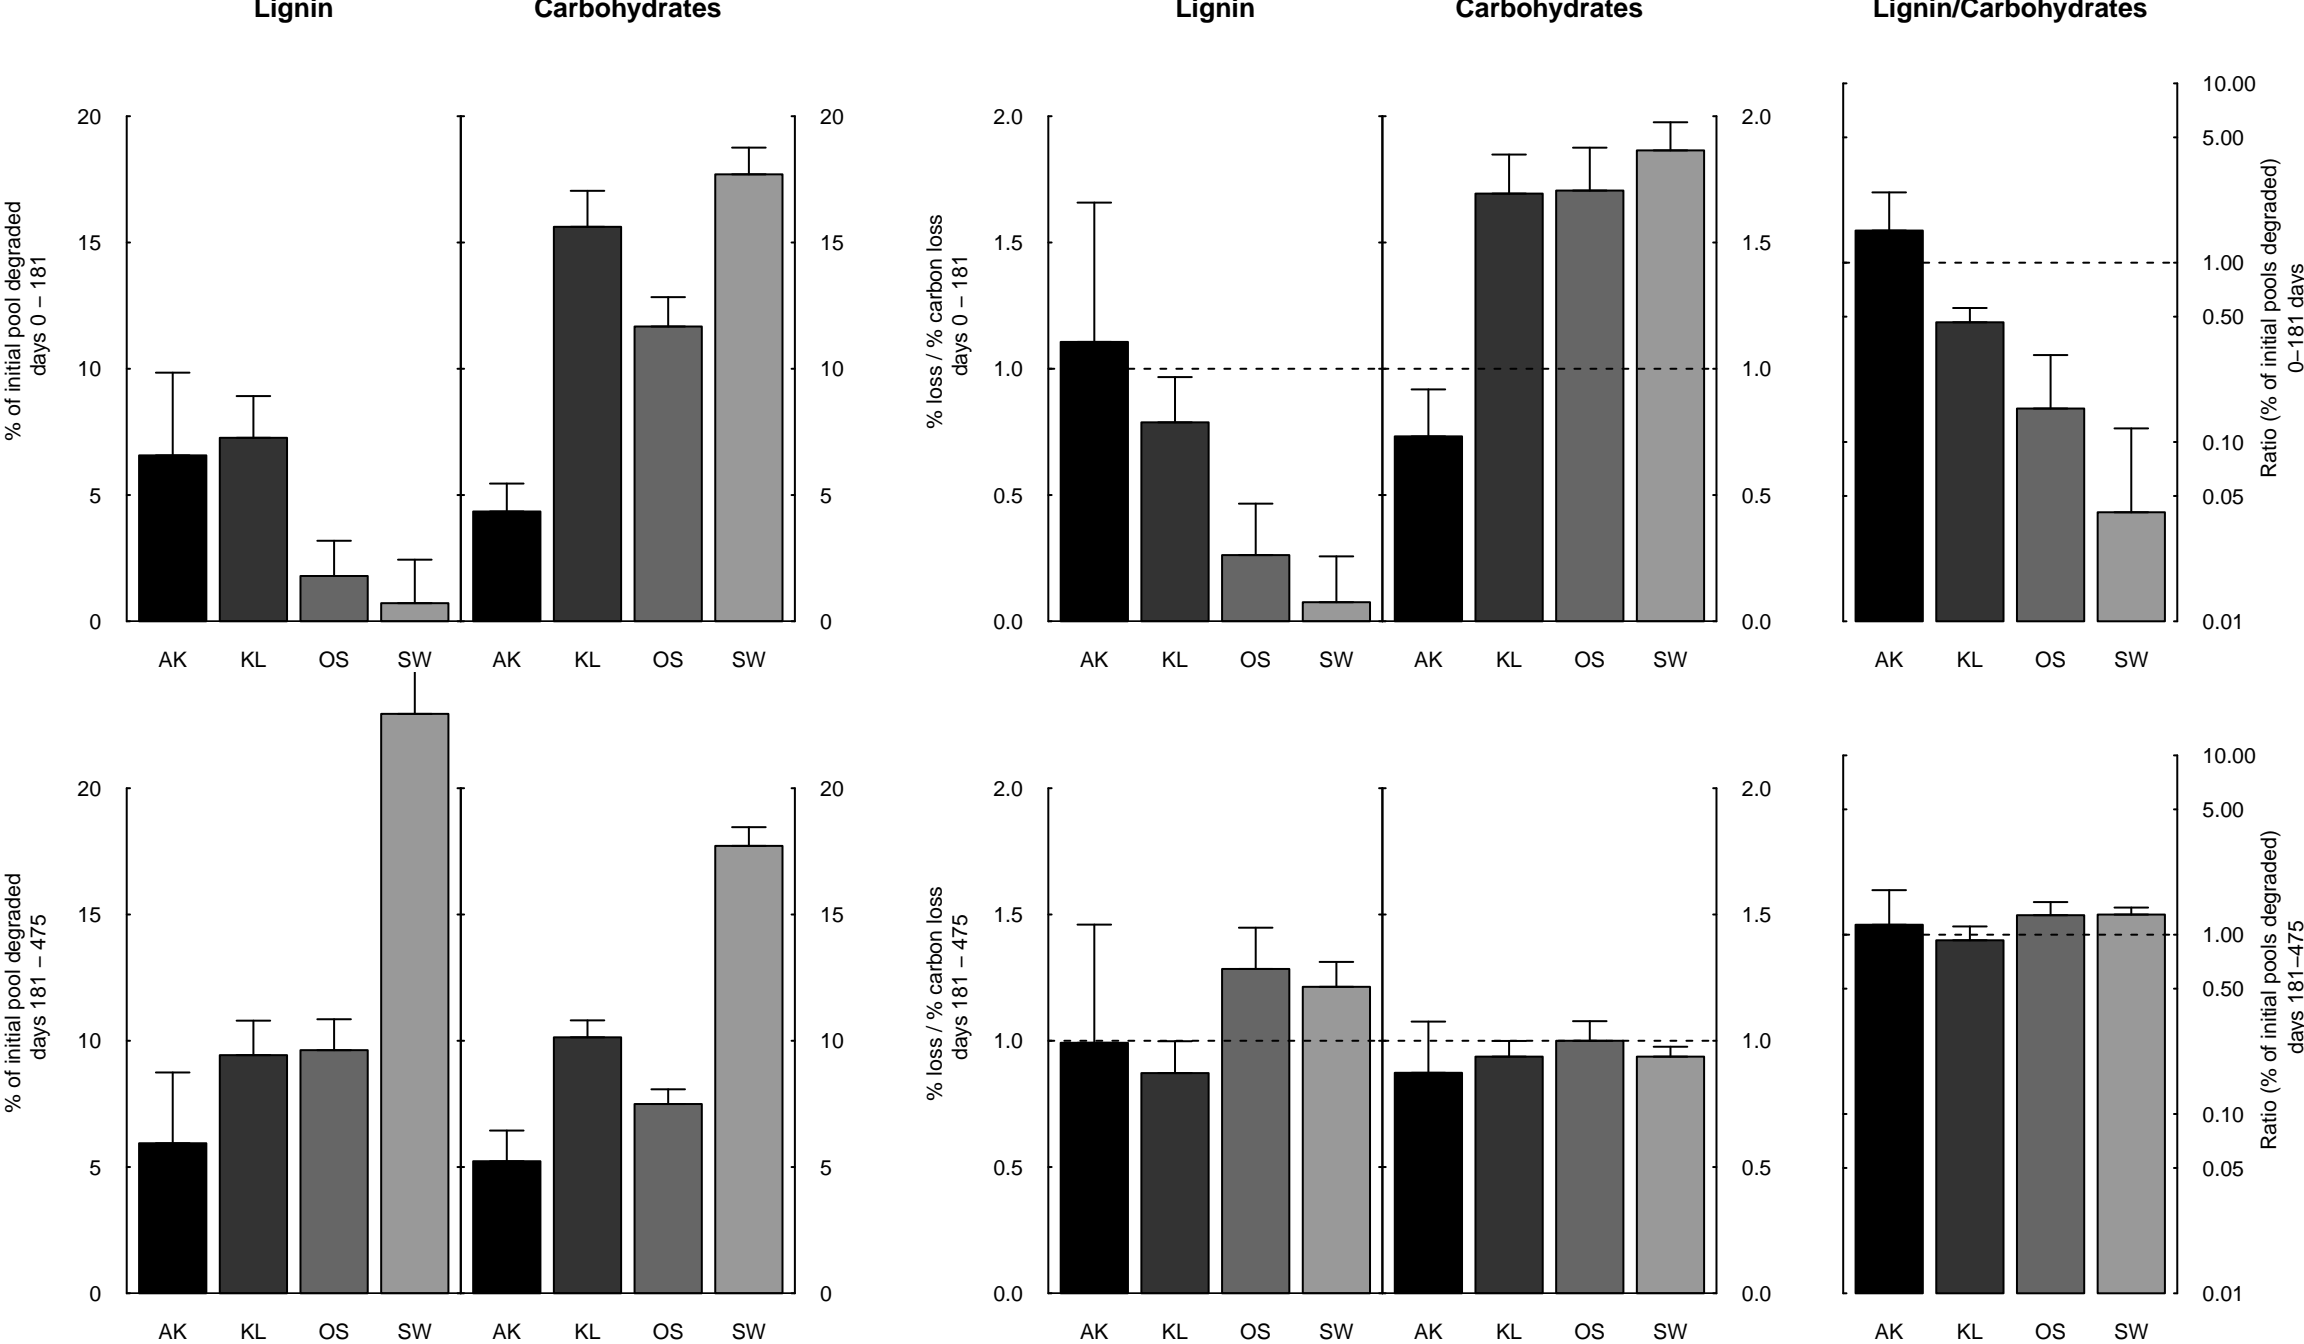 Lignin Carbohydrates Lignin Carbohydrates Lignin/Carbohydrates
% of initial pool degraded
days 0 – 181
20
15
10
5
0
20
15
10
5
0
AK KL OS SW AK KL OS SW
% loss / % carbon loss
days 0 – 181
2.0
1.5
1.0
0.5
0.0
2.0
1.5
1.0
0.5
0.0
AK KL OS SW AK KL OS SW
10.00
5.00
1.00
0.50
0.10
0.05
0.01
Ratio (% of initial pools degraded)
0–181 days
AK KL OS SW
% of initial pool degraded
days 181 – 475
20
15
10
5
0
20
15
10
5
0
AK KL OS SW AK KL OS SW
% loss / % carbon loss
days 181 – 475
2.0
1.5
1.0
0.5
0.0
2.0
1.5
1.0
0.5
0.0
AK KL OS SW AK KL OS SW
10.00
5.00
1.00
0.50
0.10
0.05
0.01
Ratio (% of initial pools degraded)
days 181–475
AK KL OS SW